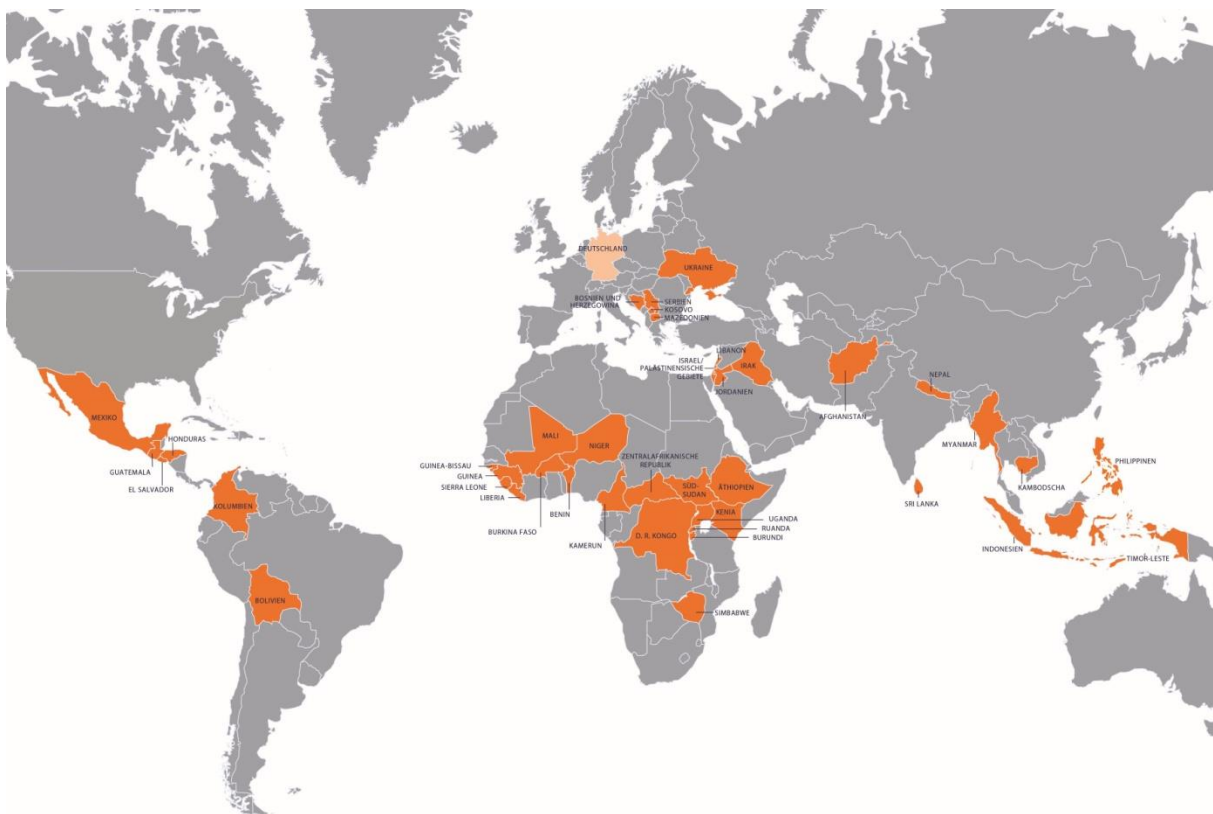 DEUTSCHLAND
UKRAINE
BOSNIEN UND
HERZEGOWINA
SERBIEN
KOSOVO
MAZEDONIEN
LIBANON
ISRAEL/
PALÄSTINENSISCHE
GEBIETE
IRAK
JORDANIEN
AFGHANISTAN
NEPAL
MYANMAR
PHILIPPINEN
KAMBODSCHA
SRI LANKA
INDONESIEN
TIMOR-LESTE
MEXIKO
HONDURAS
GUATEMALA
EL SALVADOR
KOLUMBIEN
BOLIVIEN
MALI
NIGER
ZENTRALAFRIKANISCHE
REPUBLIK
GUINEA-BISSAU
GUINEA
SIERRA LEONE
LIBERIA
BURKINA FASO
BENIN
KAMERUN
SÜD-
SUDAN
ÄTHIOPIEN
KENIA
UGANDA
RUANDA
BURUNDI
D. R. KONGO
SIMBABWE